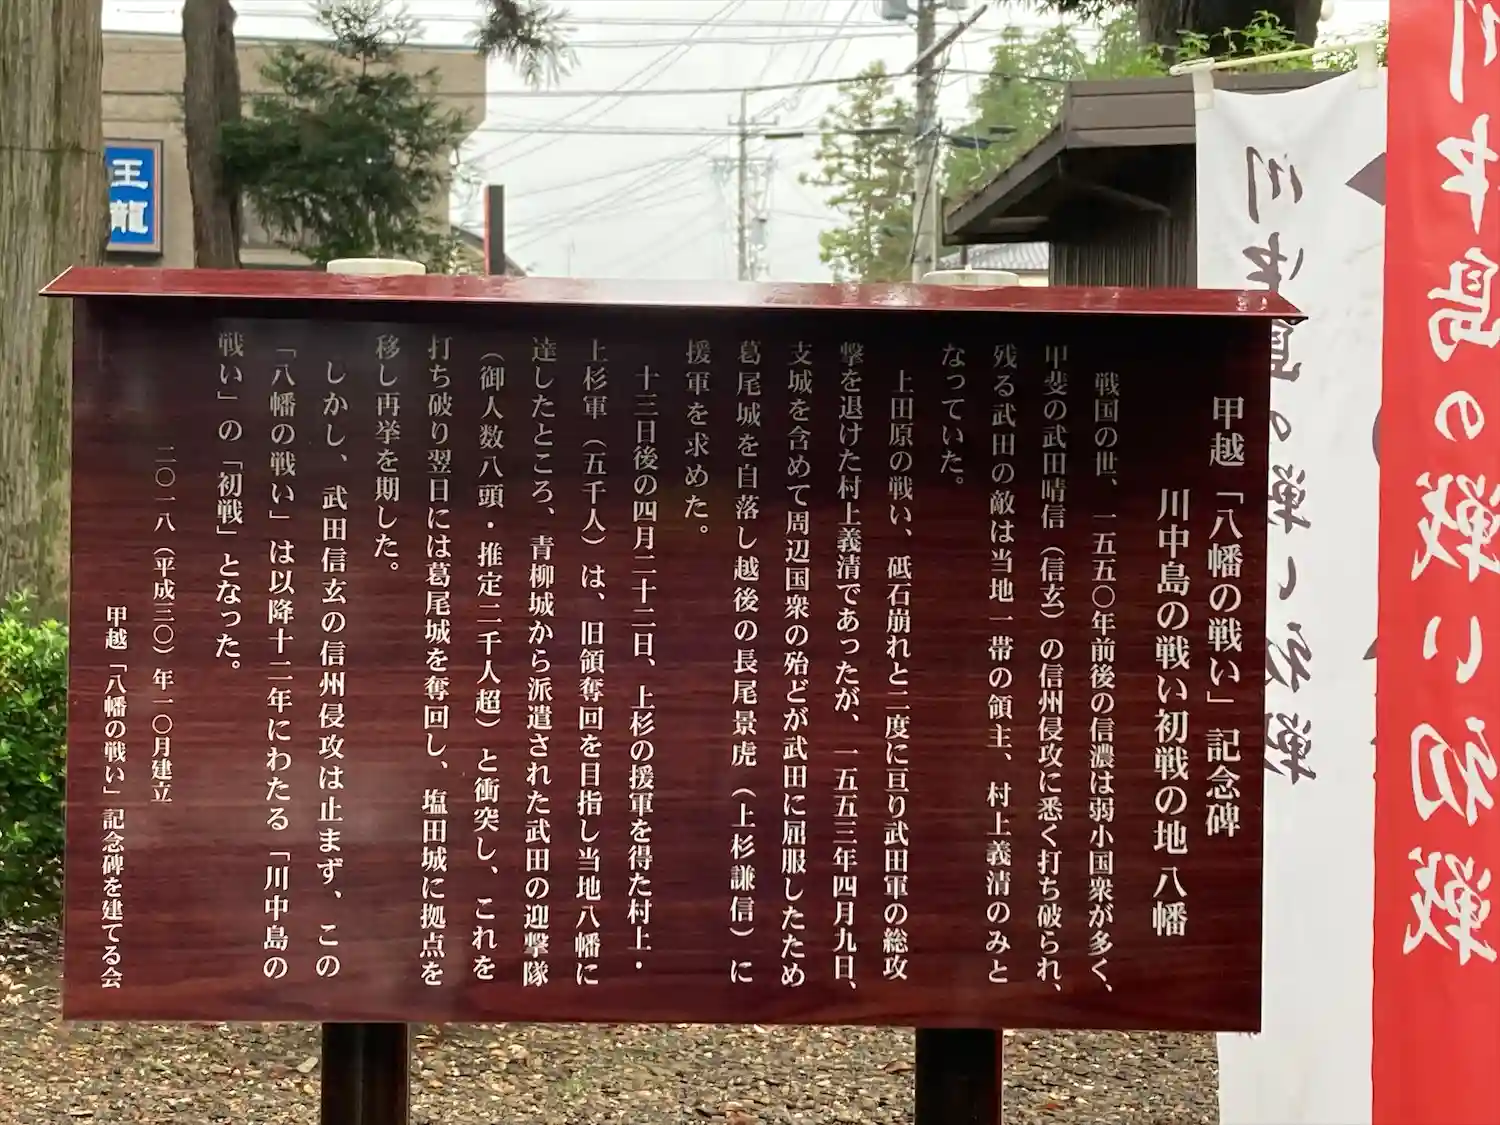 甲越「八幡の戦い」記念碑
川中島の戦い初戦の地 八幡
戦国の世、一五五〇年前後の信濃は弱小国衆が多く、
甲斐の武田晴信（信玄）の信州侵攻に悉く打ち破られ、
残る武田の敵は当地一帯の領主、村上義清のみと
なっていた。
上田原の戦い、砥石崩れと二度に亘り武田軍の総攻
撃を退けた村上義清であったが、一五五三年四月九日、
支城を含めて周辺国衆の殆どが武田に屈服したため
葛尾城を自落し越後の長尾景虎（上杉謙信）に
援軍を求めた。
十三日後の四月二十二日、上杉の援軍を得た村上・
上杉軍（五千人）は、旧領奪回を目指し当地八幡に
達したところ、青柳城から派遣された武田の迎撃隊
（御人数八頭・推定二千人超）と衝突し、これを
打ち破り翌日には葛尾城を奪回し、塩田城に拠点を
移し再挙を期した。
しかし、武田信玄の信州侵攻は止まず、この
「八幡の戦い」は以降十二年にわたる「川中島の
戦い」の「初戦」となった。
二〇一八（平成三〇）年一〇月建立
甲越「八幡の戦い」記念碑を建てる会
川中島の戦い初戦
川中島の戦い初戦
王龍